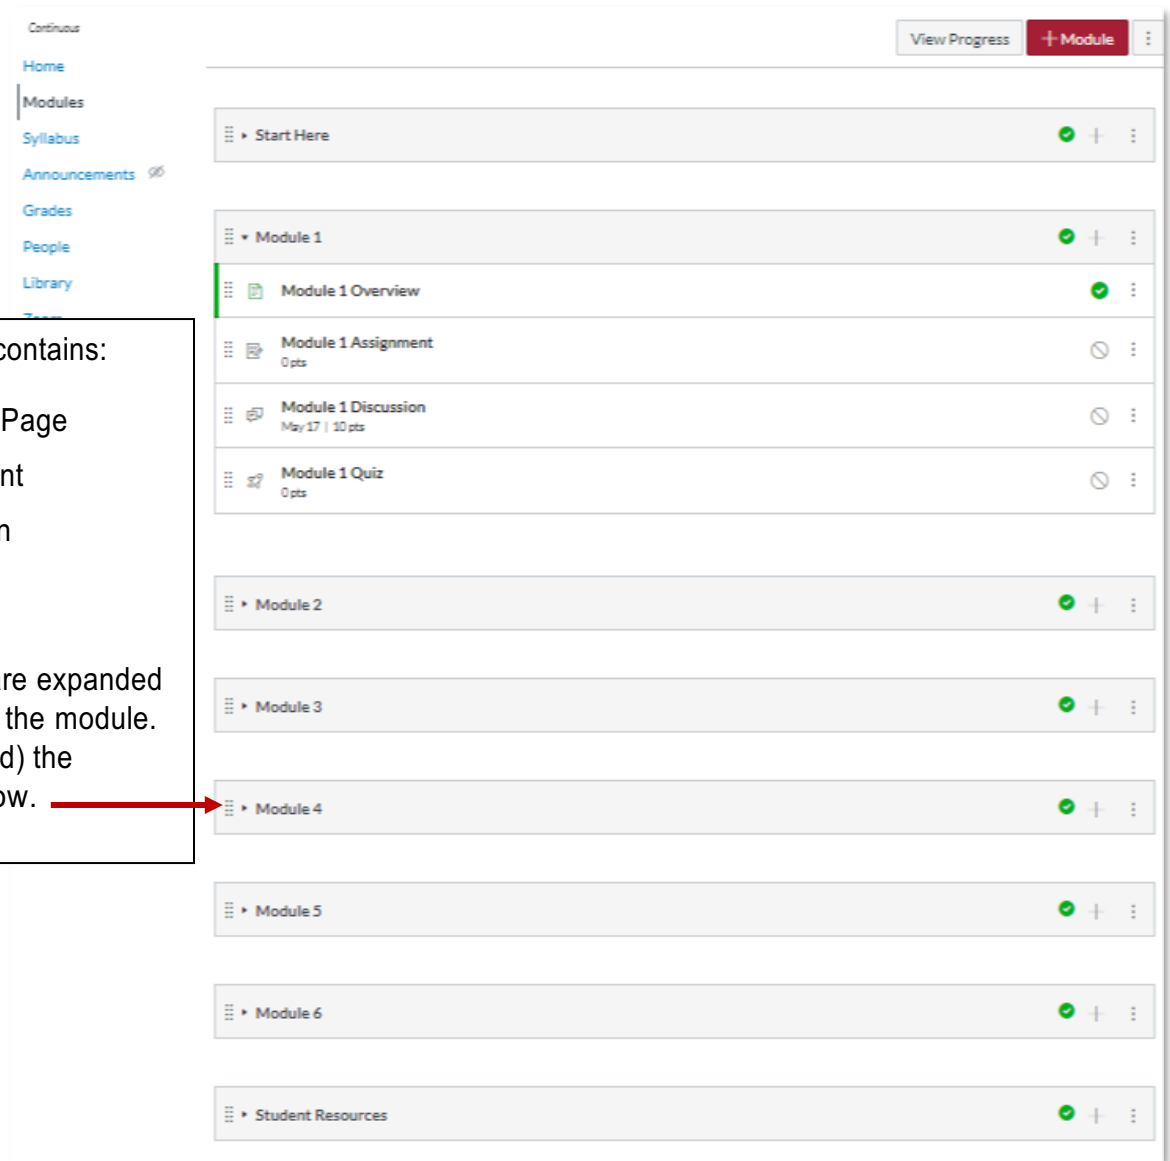 Continuous
View Progress
+ Module
Home
Modules
Syllabus
Announcements
Grades
People
Library
Zoom
Start Here
Module 1
Module 1 Overview
Module 1 Assignment
0 pts
Module 1 Discussion
May 17 | 10 pts
Module 1 Quiz
0 pts
Module 2
Module 3
Module 4
Module 5
Module 6
Student Resources
contains:
Page
nt
n
re expanded
the module.
d) the
ow.